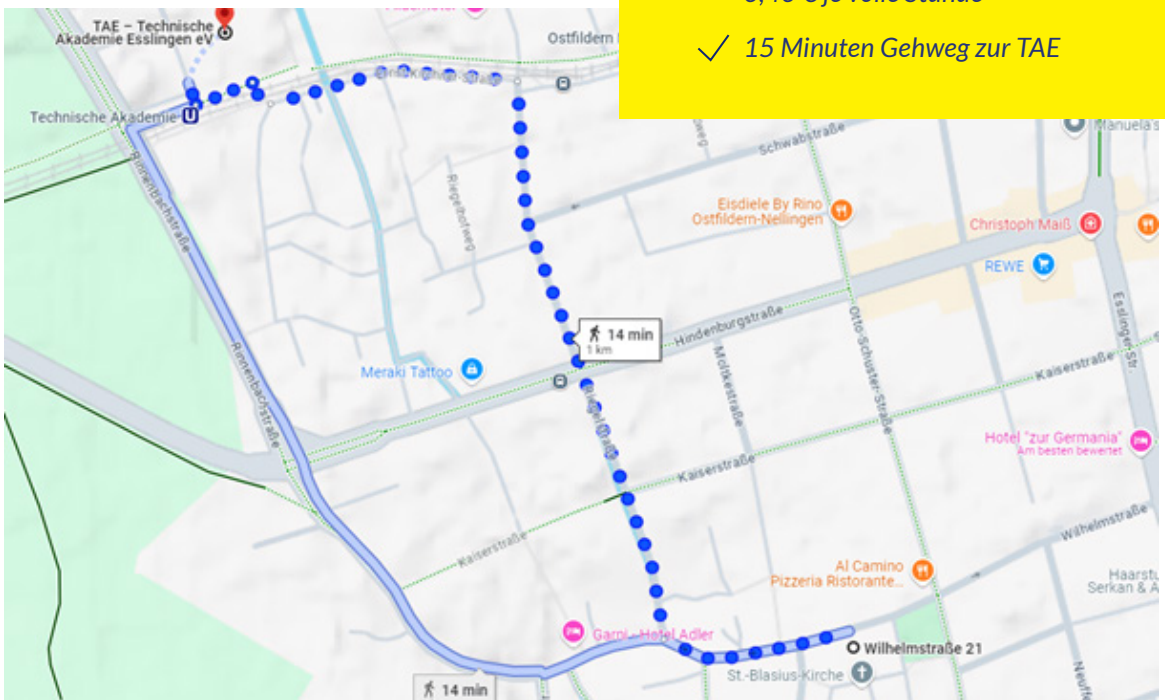 15 Minuten Gehweg zur TAE
TAE – Technische
Akademie Esslingen eV
Ostfildern
Technische Akademie
U
Manuela's
Schwabstraße
Eisdiele By Rino
Ostfildern-Nellingen
Christoph Maiß
REWE
Rinnenbachstraße
Riegelhofweg
Esslinger Str.
14 min
1 km
Hindenburgstraße
Otto-Schuster-Straße
Moltkestraße
Meraki Tattoo
Kaiserstraße
Rinnenbachstraße
Riegelstraße
Hotel "zur Germania"
Am besten bewertet
Kaiserstraße
Wilhelmstraße
Kaiserstraße
Al Camino
Pizzeria Ristorante...
Serkan & A
Garni - Hotel Adler
Wilhelmstraße 21
St.-Blasius-Kirche
14 min